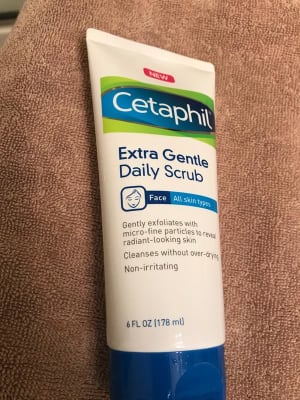 NEW
Cetaphil
Extra Gentle
Daily Scrub
Face All skin types
Gently exfoliates with
micro-fine particles to reveal
radiant-looking skin
Cleanses without over-drying
Non-irritating
6 FL OZ (178 ml)